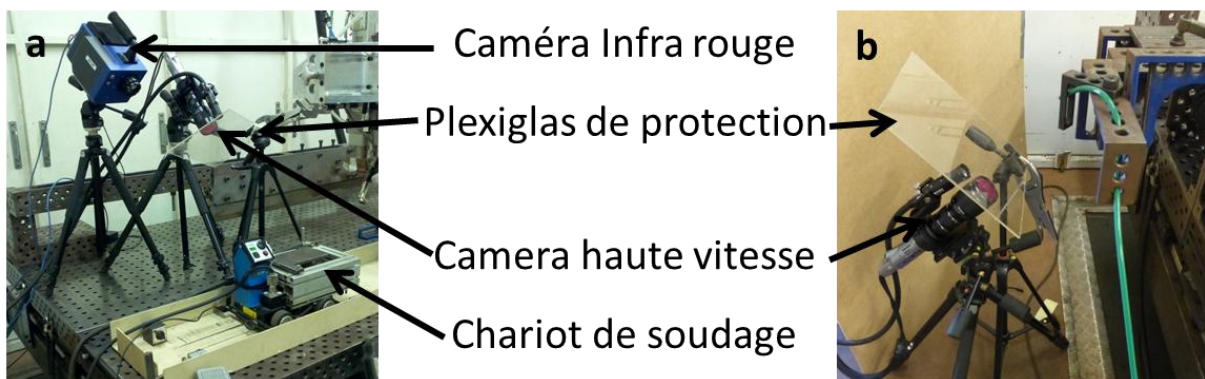 a
b
Caméra Infra rouge
Plexiglas de protection
Camera haute vitesse
Chariot de soudage